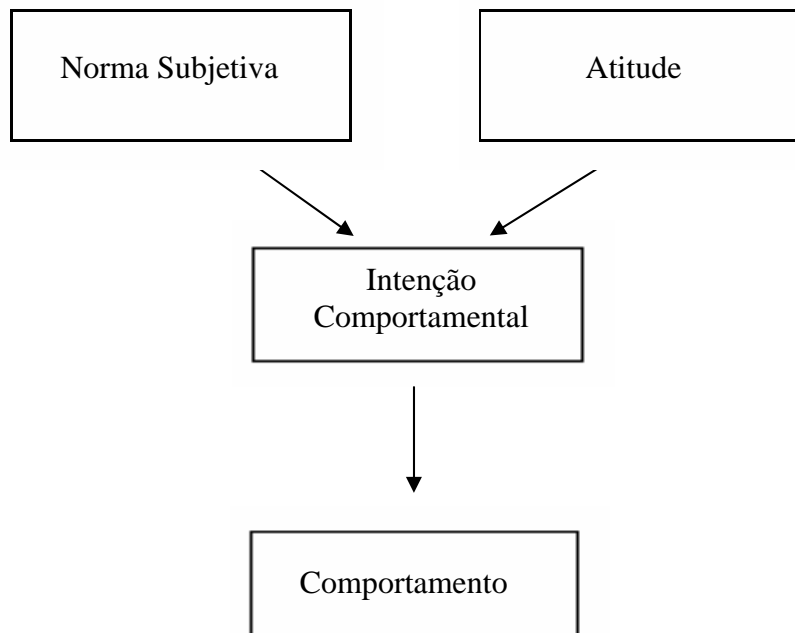 Norma Subjetiva
Atitude
Intenção
Comportamental
Comportamento